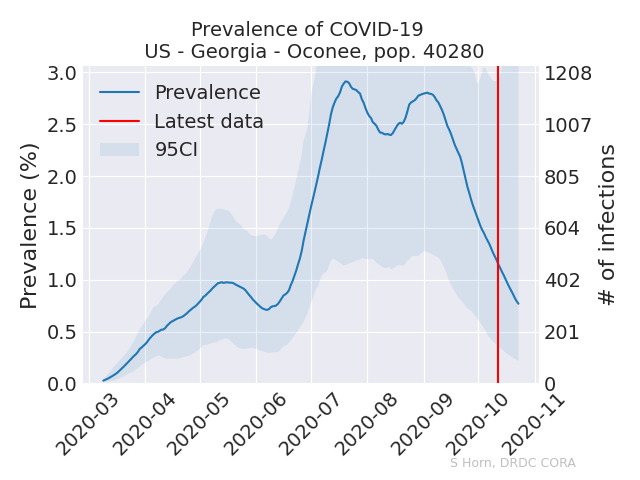 Prevalence of COVID-19
US - Georgia - Oconee, pop. 40280
Prevalence
Latest data
95CI
Prevalence (%)
3.0
2.5
2.0
1.5
1.0
0.5
0.0
1208
1007
805
604
402
201
0
# of infections
2020-03
2020-04
2020-05
2020-06
2020-07
2020-08
2020-09
2020-10
2020-11
S Horn, DRDC CORA